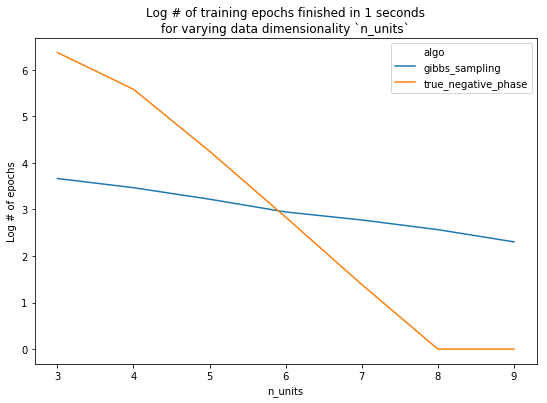 Log # of training epochs finished in 1 seconds
for varying data dimensionality `n_units`
algo
gibbs_sampling
true_negative_phase
Log # of epochs
6
5
4
3
2
1
0
3 4 5 6 7 8 9
n_units